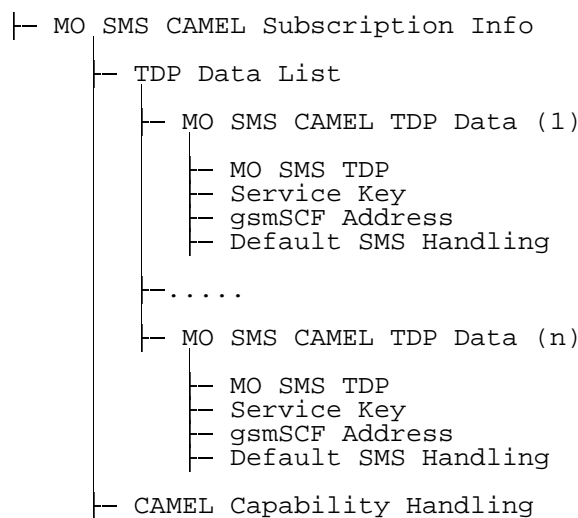 MO SMS CAMEL Subscription Info
TDP Data List
MO SMS CAMEL TDP Data (1)
MO SMS TDP
Service Key
gsmSCF Address
Default SMS Handling
.....
MO SMS CAMEL TDP Data (n)
MO SMS TDP
Service Key
gsmSCF Address
Default SMS Handling
CAMEL Capability Handling